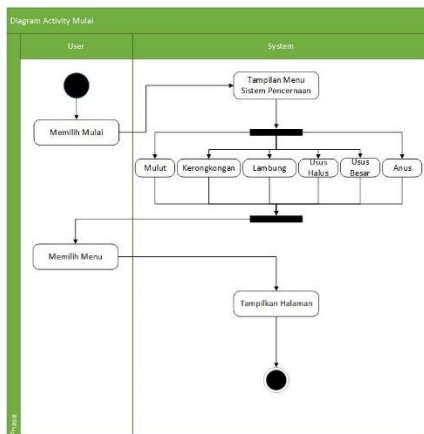 Diagram Activity Mulai
User
System
Tampilan Menu
Sistem Pencernaan
Memilih Mulai
Mulut
Kerongkongan
Lambung
Usus
Halus
Usus
Besar
Anus
Memilih Menu
Tampilkan Halaman
Phase